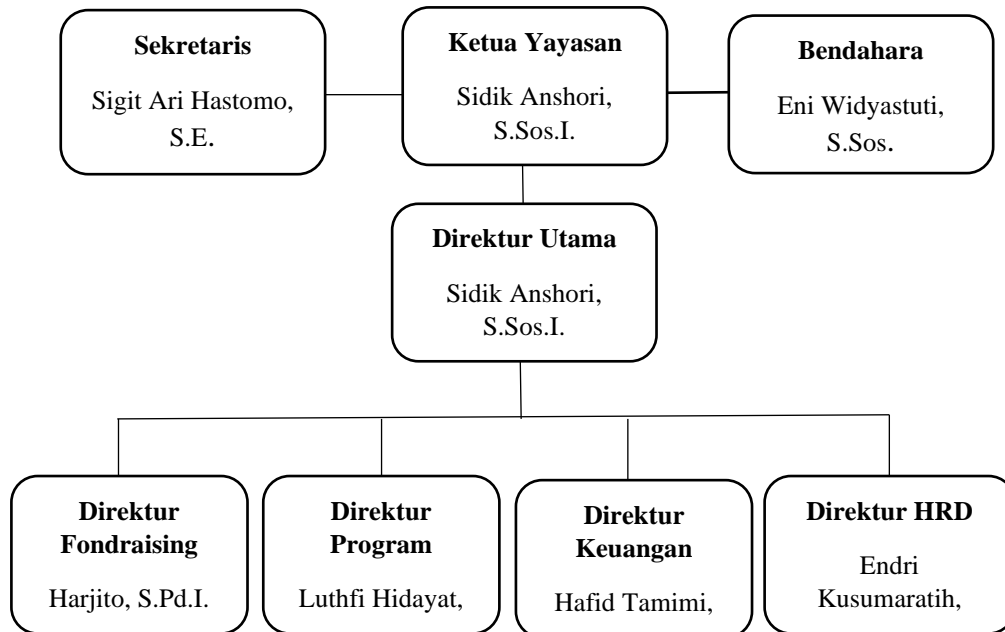 Sekretaris
Sigit Ari Hastomo,
S.E.
Ketua Yayasan
Sidik Anshori,
S.Sos.I.
Bendahara
Eni Widyastuti,
S.Sos.
Direktur Utama
Sidik Anshori,
S.Sos.I.
Direktur
Fondraising
Harjito, S.Pd.I.
Direktur
Program
Luthfi Hidayat,
Direktur
Keuangan
Hafid Tamimi,
Direktur HRD
Endri
Kusumaratih,